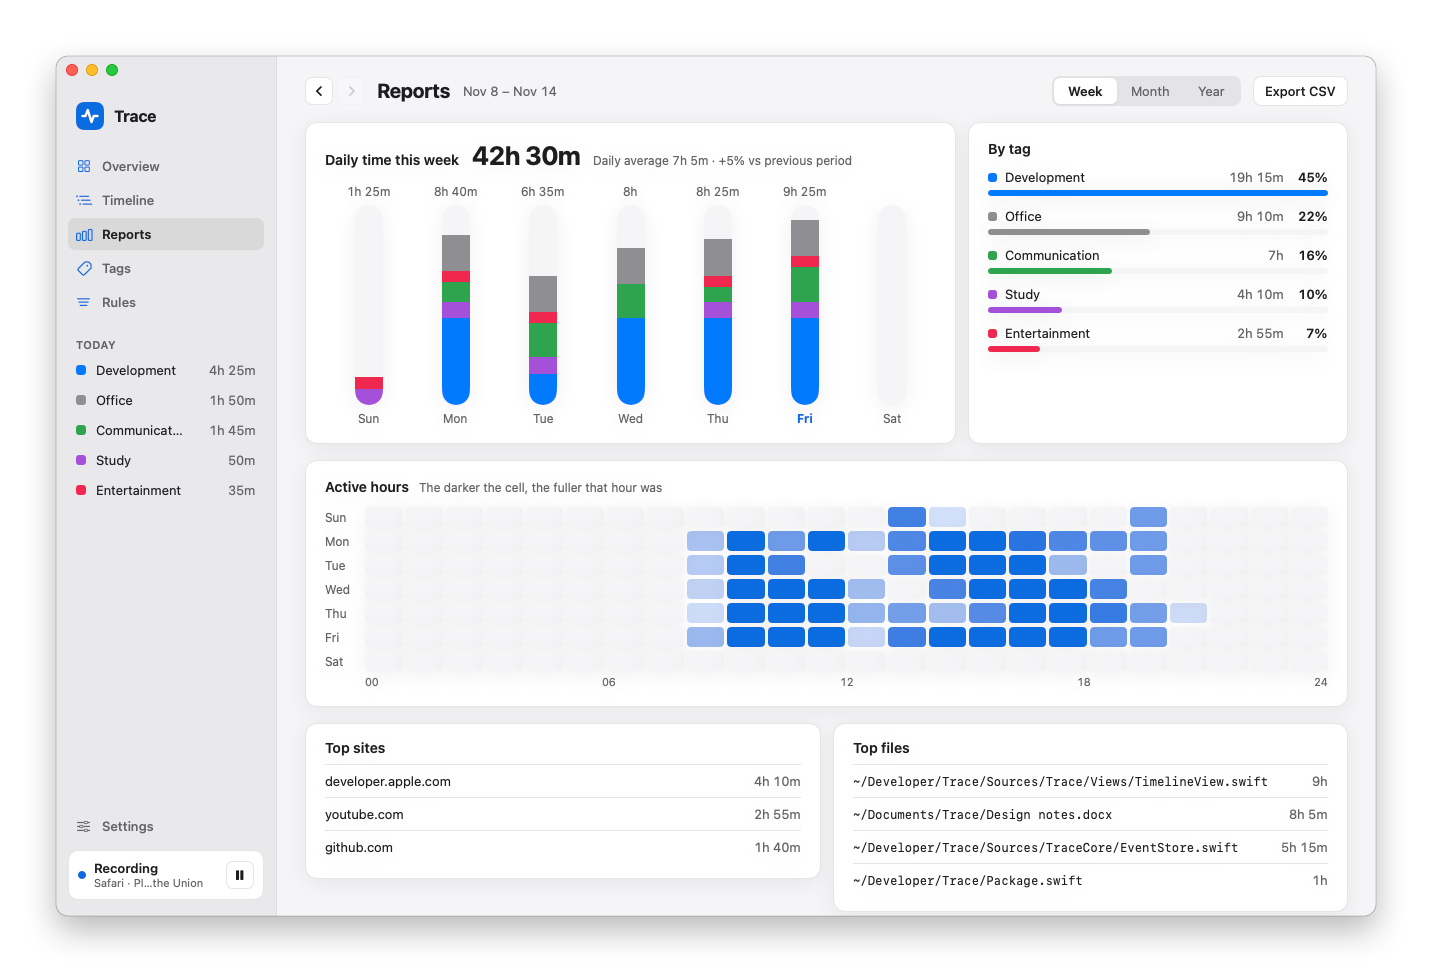 Trace
Overview
Timeline
Reports
Tags
Rules
TODAY
Development 4h 25m
Office 1h 50m
Communicat... 1h 45m
Study 50m
Entertainment 35m
Settings
Recording
Safari · Pl...the Union
Reports Nov 8 – Nov 14
Week Month Year Export CSV
Daily time this week 42h 30m Daily average 7h 5m · +5% vs previous period
1h 25m 8h 40m 6h 35m 8h 8h 25m 9h 25m
Sun Mon Tue Wed Thu Fri Sat
By tag
Development 19h 15m 45%
Office 9h 10m 22%
Communication 7h 16%
Study 4h 10m 10%
Entertainment 2h 55m 7%
Active hours The darker the cell, the fuller that hour was
Sun
Mon
Tue
Wed
Thu
Fri
Sat
00 06 12 18 24
Top sites
developer.apple.com 4h 10m
youtube.com 2h 55m
github.com 1h 40m
Top files
~/Developer/Trace/Sources/Trace/Views/TimelineView.swift 9h
~/Documents/Trace/Design notes.docx 8h 5m
~/Developer/Trace/Sources/TraceCore/EventStore.swift 5h 15m
~/Developer/Trace/Package.swift 1h